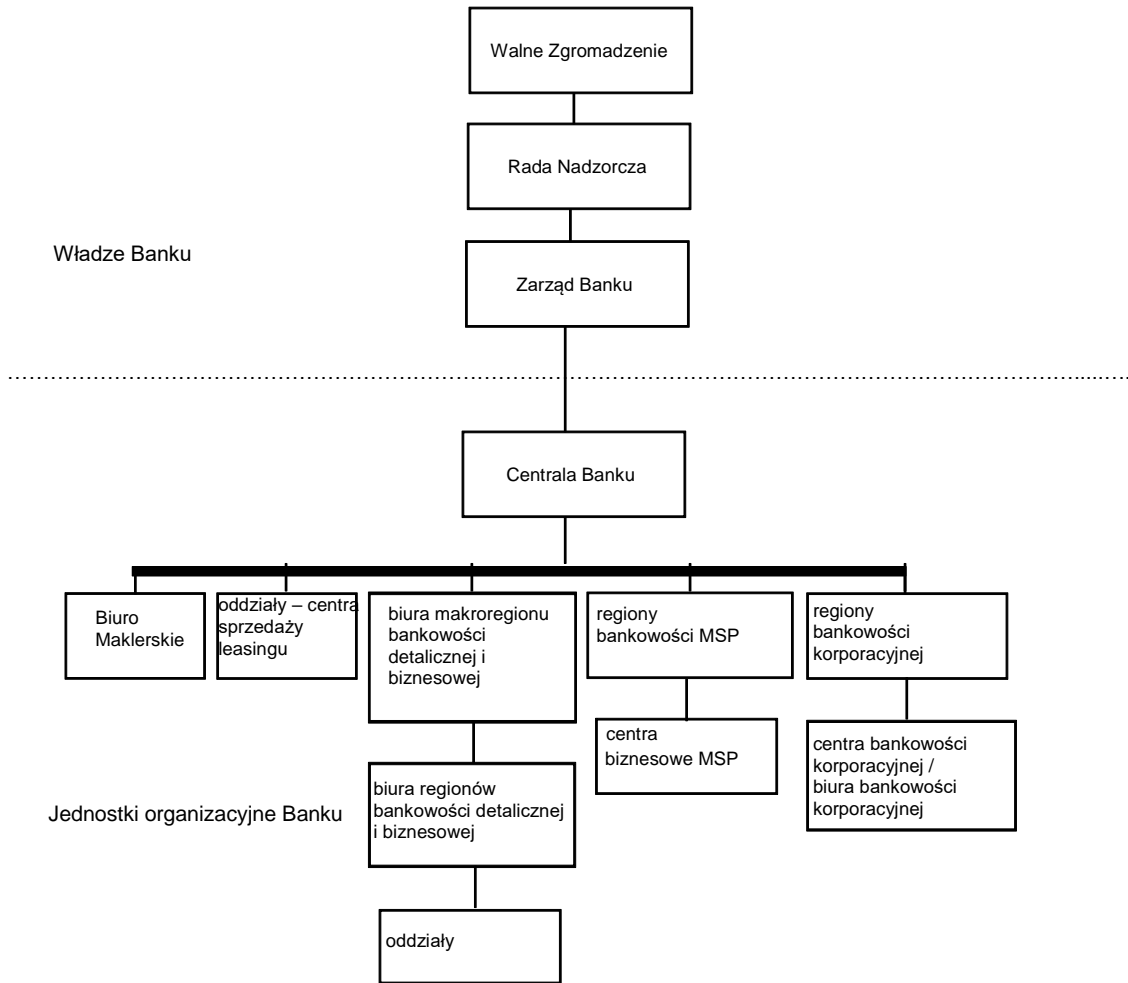 Walne Zgromadzenie
Rada Nadzorcza
Władze Banku
Zarząd Banku
Centrala Banku
Biuro
Maklerskie
oddziały – centra
sprzedaży
leasingu
biura makroregionu
bankowości
detalicznej i
biznesowej
regiony
bankowości MSP
regiony
bankowości
korporacyjnej
centra
biznesowe MSP
centra bankowości
korporacyjnej /
biura bankowości
korporacyjnej
Jednostki organizacyjne Banku
biura regionów
bankowości detalicznej
i biznesowej
oddziały